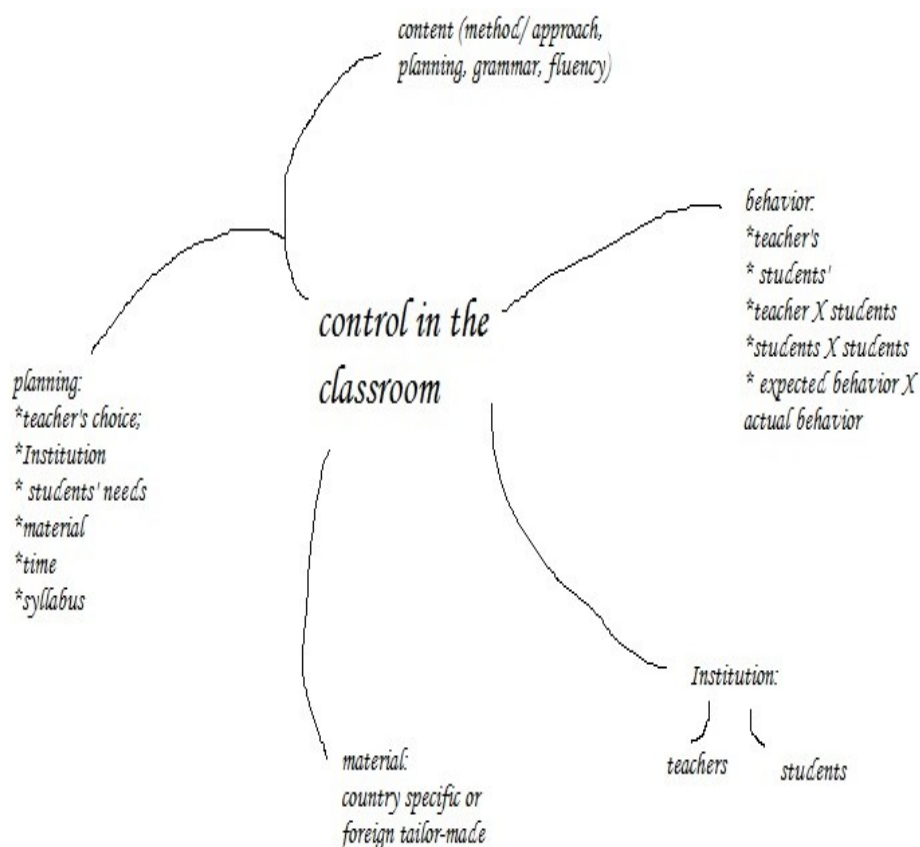 content (method/ approach,
planning, grammar, fluency)
behavior:
*teacher's
* students'
*teacher X students
*students X students
* expected behavior X
actual behavior
control in the
classroom
planning:
*teacher's choice;
*Institution
* students' needs
*material
*time
*syllabus
Institution:
teachers
students
material:
country specific or
foreign tailor-made